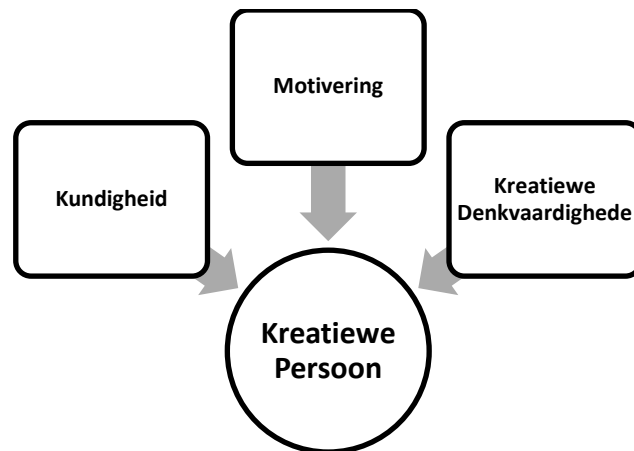 Motivering
Kundigheid
Kreatiewe
Denkvaardighede
Kreatiewe
Persoon